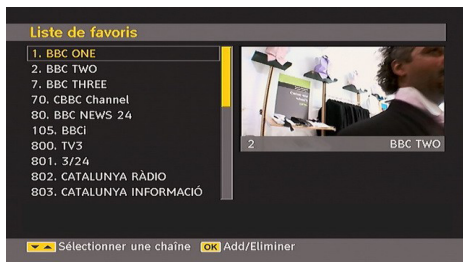 Liste de favoris
1. BBC ONE
2. BBC TWO
7. BBC THREE
70. CBBC Channel
80. BBC NEWS 24
105. BBCi
800. TV3
801. 3/24
802. CATALUNYA RÀDIO
803. CATALUNYA INFORMACIÓ
2 BBC TWO
Sélectionner une chaîne OK Add/Eliminer